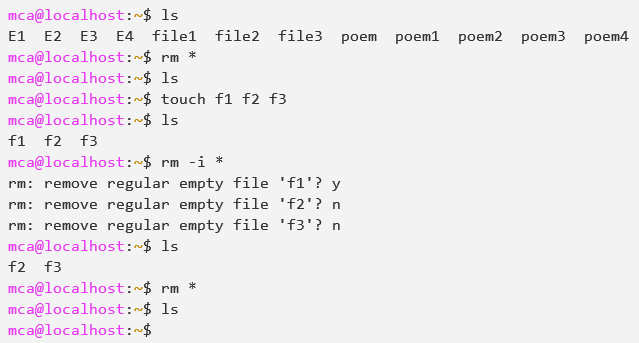 mca@localhost:~$ ls
E1  E2  E3  E4  file1  file2  file3  poem  poem1  poem2  poem3  poem4
mca@localhost:~$ rm *
mca@localhost:~$ ls
mca@localhost:~$ touch f1 f2 f3
mca@localhost:~$ ls
f1  f2  f3
mca@localhost:~$ rm -i *
rm: remove regular empty file 'f1'? y
rm: remove regular empty file 'f2'? n
rm: remove regular empty file 'f3'? n
mca@localhost:~$ ls
f2  f3
mca@localhost:~$ rm *
mca@localhost:~$ ls
mca@localhost:~$